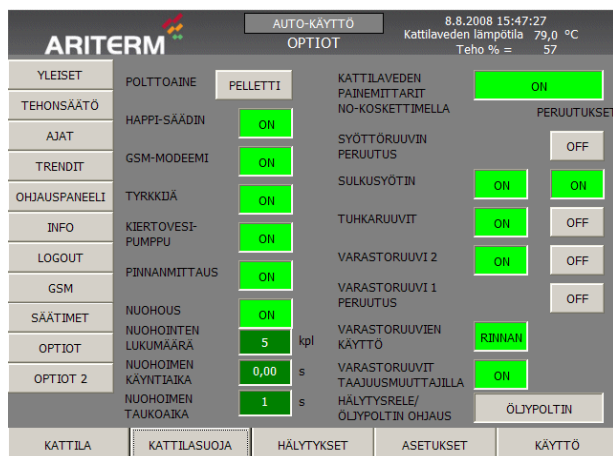 ARITERM
AUTO-KÄYTTÖ
OPTIOT
8.8.2008 15:47:27
Kattilaveden lämpötila 79,0 °C
Teho % = 57
YLEISET
TEHONSÄÄTÖ
AJAT
TRENDIT
OHJAUSPANEELI
INFO
LOGOUT
GSM
SÄÄTIMET
OPTIOT
OPTIOT 2
POLTTOAINE PELLETTI
HAPPI-SÄÄDIN ON
GSM-MODEEMI ON
TYRKKIJÄ ON
KIERTOVESI-
PUMPPU ON
PINNANMITTAUS ON
NUOHOUS ON
NUOHOINTEN
LUKUMÄÄRÄ 5 kpl
NUOHOIMEN
KÄYNTIAIKA 0,00 s
NUOHOIMEN
TAUKOAIKA 1 s
KATTILAVEDEN
PAINEMITTARIT ON
NO-KOSKETTIMELLA
PERUUTUKSET
SYÖTTÖRUUVIN
PERUUTUS OFF
SULKUSYÖTIN ON ON
TUHKARUUVIT ON OFF
VARASTORUUVI 2 ON OFF
VARASTORUUVI 1
PERUUTUS OFF
VARASTORUUVIEN
KÄYTTÖ RINNAN
VARASTORUUVIT
TAAJUUSMUUTTAJILLA ON
HÄLYTYSRELE/
ÖLJYPOLTIN OHJAUS ÖLJYPOLTIN
KATTILA KATTILASUOJA HÄLYTYKSET ASETUKSET KÄYTTÖ